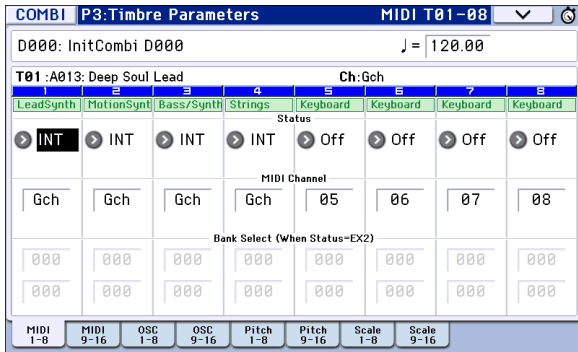 COMBI P3:Timbre Parameters MIDI T01-08
D000: InitCombi D000 ♩= 120.00
T01 :A013: Deep Soul Lead Ch:Gch
1 2 3 4 5 6 7 8
LeadSynth MotionSynt Bass/Synth Strings Keyboard Keyboard Keyboard Keyboard
Status
INT INT INT INT Off Off Off Off
MIDI Channel
Gch Gch Gch Gch 05 06 07 08
Bank Select (When Status=EX2)
000 000 000 000 000 000 000 000
000 000 000 000 000 000 000 000
MIDI MIDI OSC OSC Pitch Pitch Scale Scale
1-8 9-16 1-8 9-16 1-8 9-16 1-8 9-16